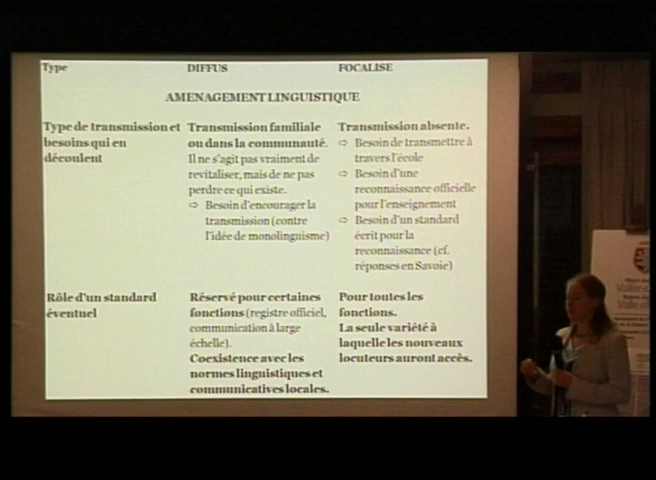 Type DIFFUS FOCALISE
AMENAGEMENT LINGUISTIQUE
Type de transmission et
besoins qui en
découlent
Transmission familiale
ou dans la communauté.
Il ne s'agit pas vraiment de
revitaliser, mais de ne pas
perdre ce qui existe.
⇨ Besoin d'encourager la
transmission (contre
l'idée de monolinguisme)
Transmission absente.
⇨ Besoin de transmettre à
travers l'école
⇨ Besoin d'une
reconnaissance officielle
pour l'enseignement
⇨ Besoin d'un standard
écrit pour la
reconnaissance (cf.
réponses en Savoie)
Rôle d'un standard
éventuel
Réservé pour certaines
fonctions (registre officiel,
communication à large
échelle).
Coexistence avec les
normes linguistiques et
communicatives locales.
Pour toutes les
fonctions.
La seule variété à
laquelle les nouveaux
locuteurs auront accès.